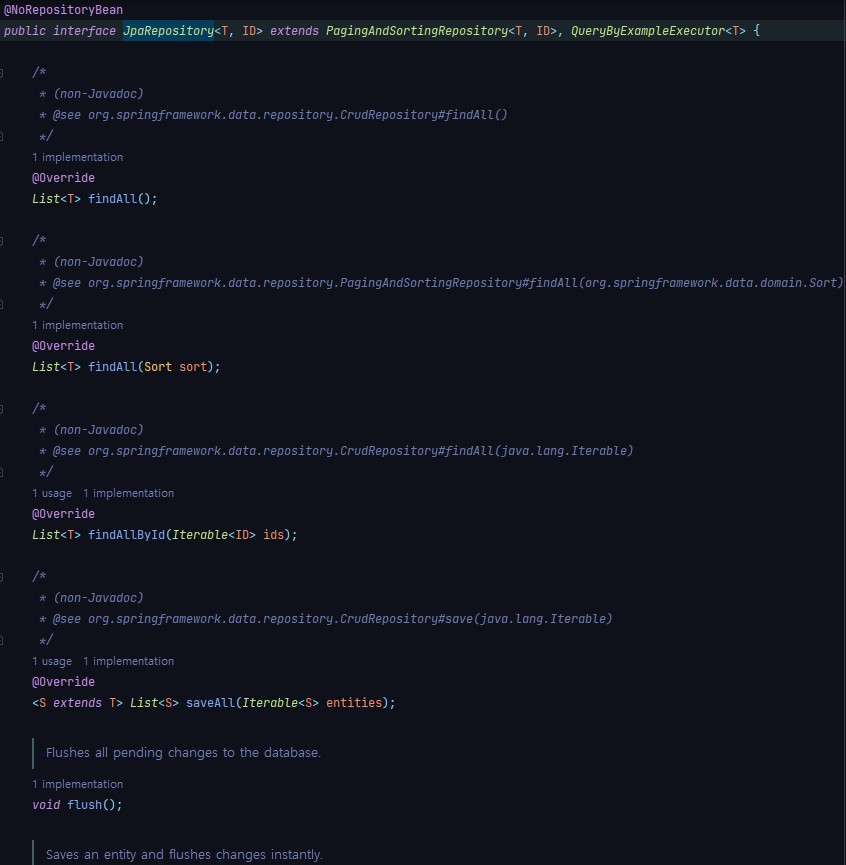 @NoRepositoryBean
public interface JpaRepository<T, ID> extends PagingAndSortingRepository<T, ID>, QueryByExampleExecutor<T> {
/*
* (non-Javadoc)
* @see org.springframework.data.repository.CrudRepository#findAll()
*/
1 implementation
@Override
List<T> findAll();
/*
* (non-Javadoc)
* @see org.springframework.data.repository.PagingAndSortingRepository#findAll(org.springframework.data.domain.Sort)
*/
1 implementation
@Override
List<T> findAll(Sort sort);
/*
* (non-Javadoc)
* @see org.springframework.data.repository.CrudRepository#findAll(java.lang.Iterable)
*/
1 usage 1 implementation
@Override
List<T> findAllById(Iterable<ID> ids);
/*
* (non-Javadoc)
* @see org.springframework.data.repository.CrudRepository#save(java.lang.Iterable)
*/
1 usage 1 implementation
@Override
<S extends T> List<S> saveAll(Iterable<S> entities);
Flushes all pending changes to the database.
1 implementation
void flush();
Saves an entity and flushes changes instantly.